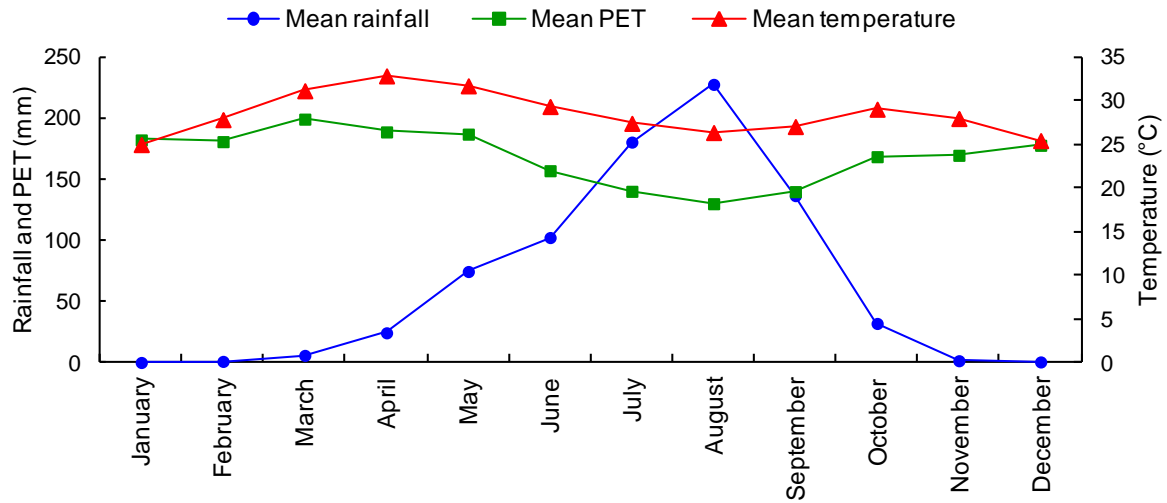 Mean rainfall Mean PET Mean temperature
Rainfall and PET (mm)
250
200
150
100
50
0
35
30
25
20
15
10
5
0
Temperature (°C)
January
February
March
April
May
June
July
August
September
October
November
December